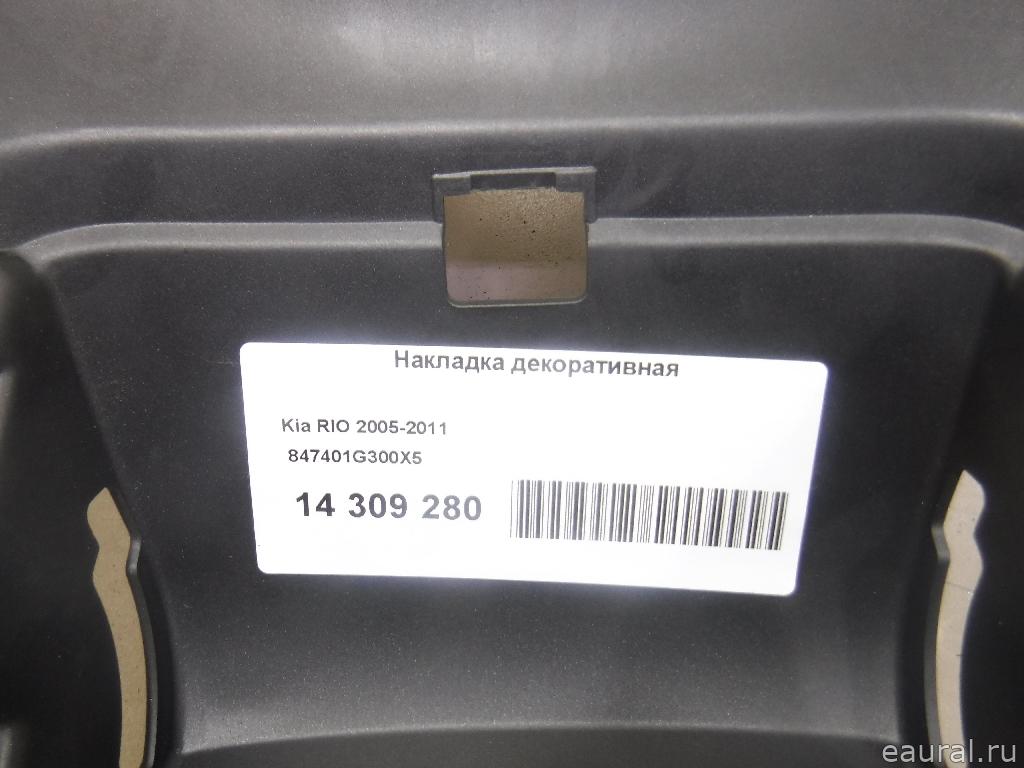 Накладка декоративная
Kia RIO 2005-2011
847401G300X5
14 309 280
eaural.ru